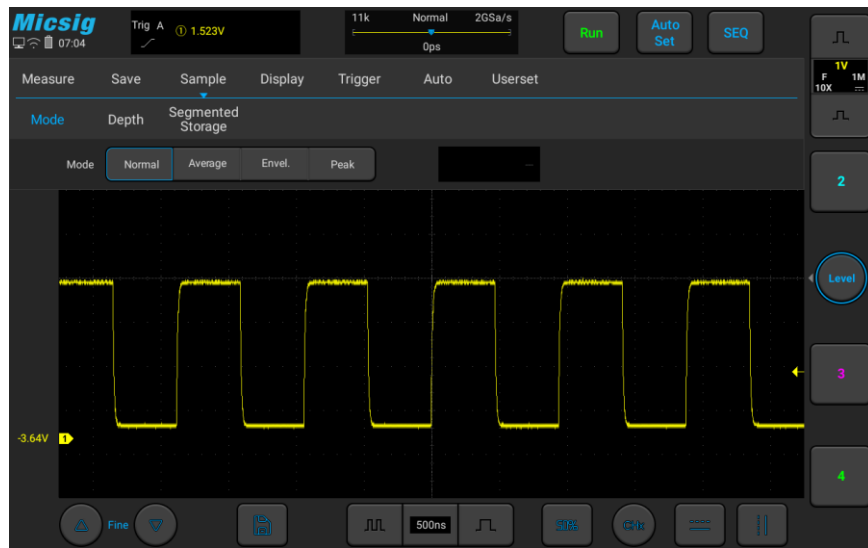 Micsig
07:04
Trig A ① 1.523V
11k Normal 2GSa/s
0ps
Run
Auto
Set
SEQ
1V
F 1M
10X
Measure Save Sample Display Trigger Auto Userset
Mode Depth Segmented
Storage
Mode Normal Average Envel. Peak
2
Level
3
4
-3.64V 1
Fine
500ns
50%